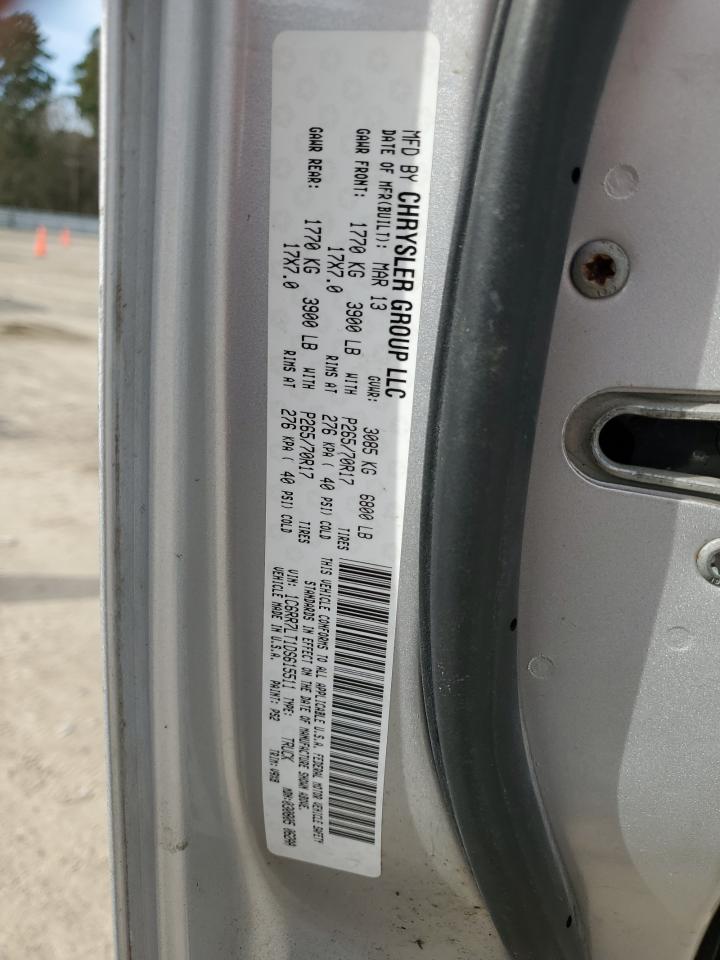 MFD BY CHRYSLER GROUP LLC
DATE OF MFR(BUILT): MAR 13 GVWR: 3085 KG 6800 LB
GAWR FRONT: 1770 KG 3900 LB WITH P265/70R17 TIRES
17X7.0 RIMS AT 276 KPA ( 40 PSI) COLD
GAWR REAR: 1770 KG 3900 LB WITH P265/70R17 TIRES
17X7.0 RIMS AT 276 KPA ( 40 PSI) COLD
THIS VEHICLE CONFORMS TO ALL APPLICABLE U.S.A. FEDERAL MOTOR VEHICLE SAFETY
STANDARDS IN EFFECT ON THE DATE OF MANUFACTURE SHOWN ABOVE.
VIN: 1C6RR7LT1DS615511 TYPE: TRUCK
VEHICLE MADE IN U.S.A. PAINT: PS2 TRIM: